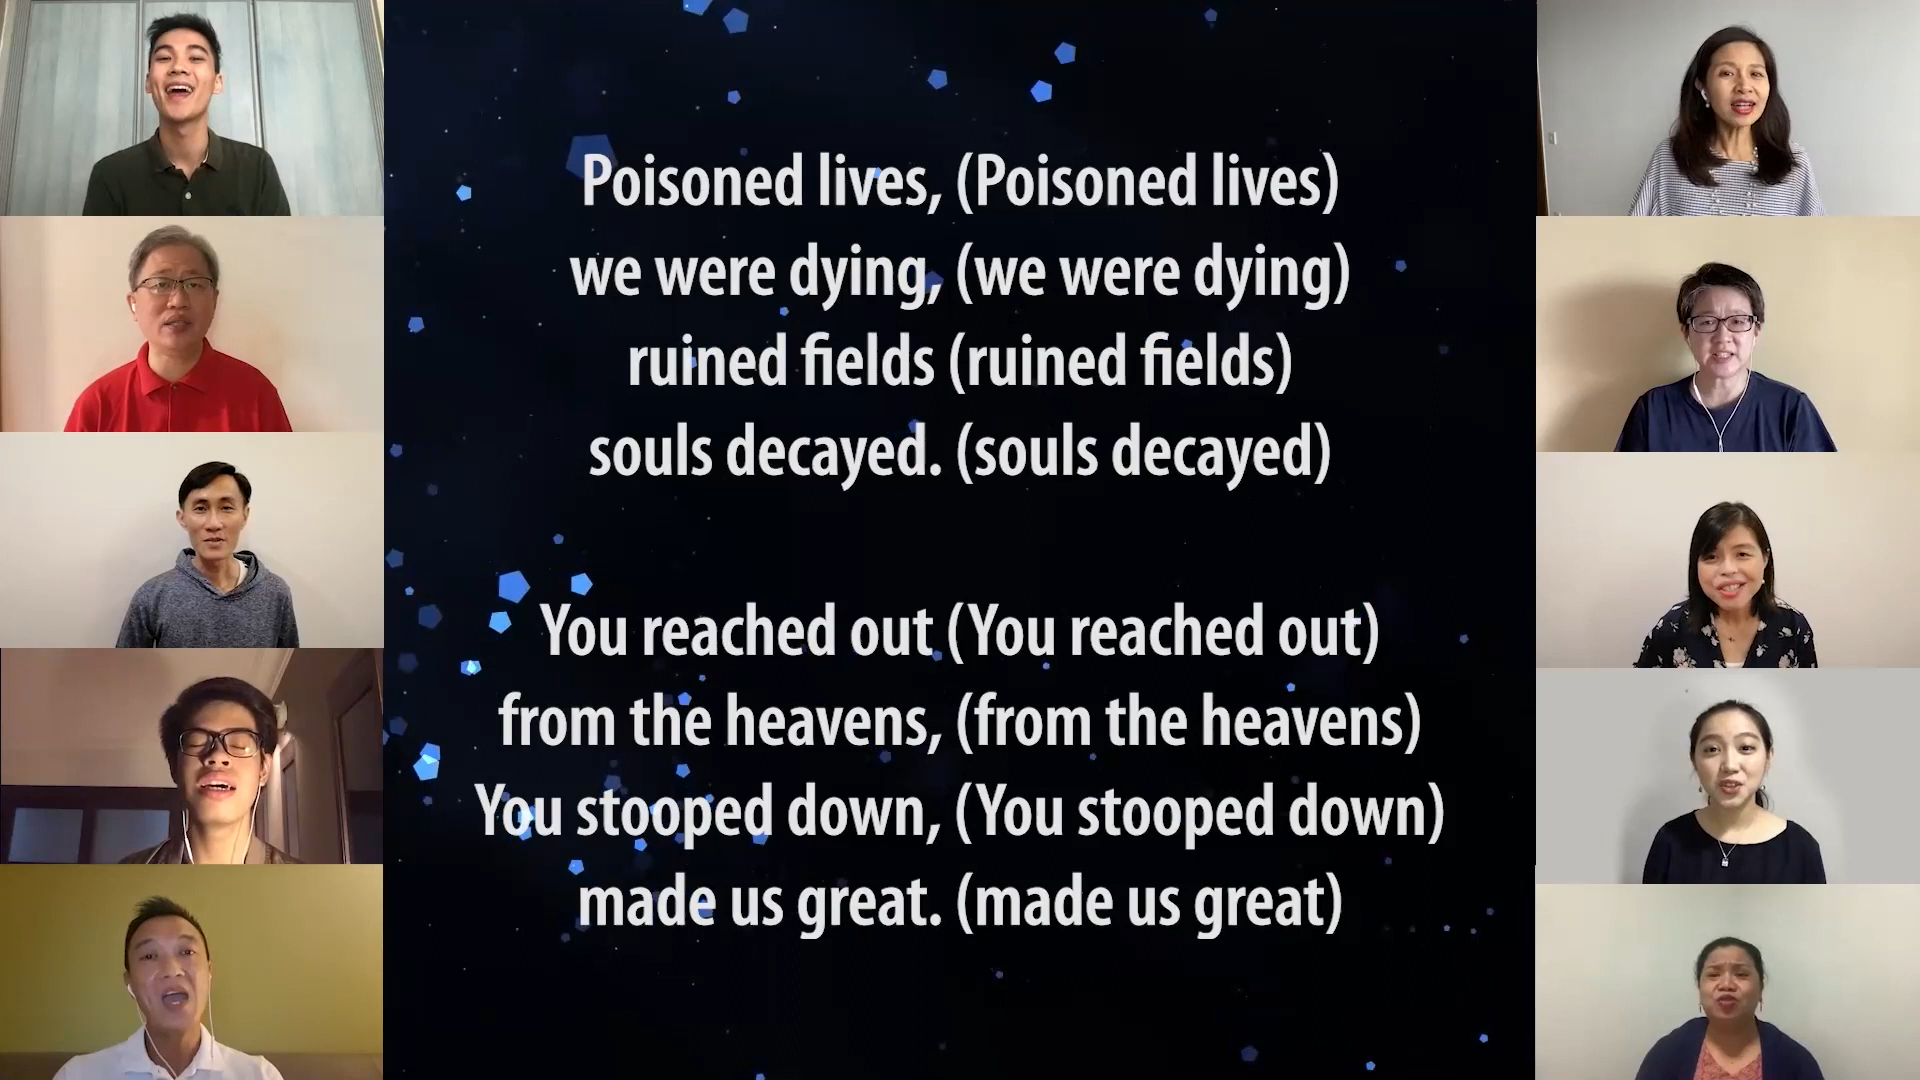 Poisoned lives, (Poisoned lives)
we were dying, (we were dying)
ruined fields (ruined fields)
souls decayed. (souls decayed)
You reached out (You reached out)
from the heavens, (from the heavens)
You stooped down, (You stooped down)
made us great. (made us great)